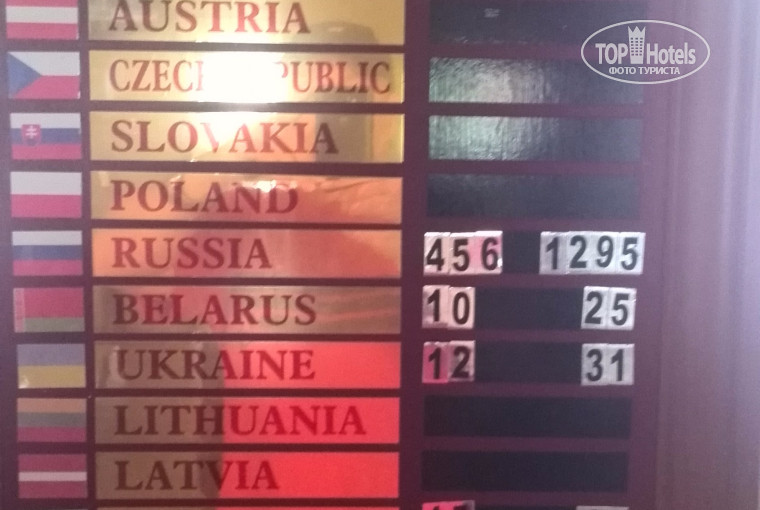 AUSTRIA
TOP Hotels
ФОТО ТУРИСТА
CZECH REPUBLIC
SLOVAKIA
POLAND
RUSSIA 456 1295
BELARUS 10 25
UKRAINE 12 31
LITHUANIA
LATVIA